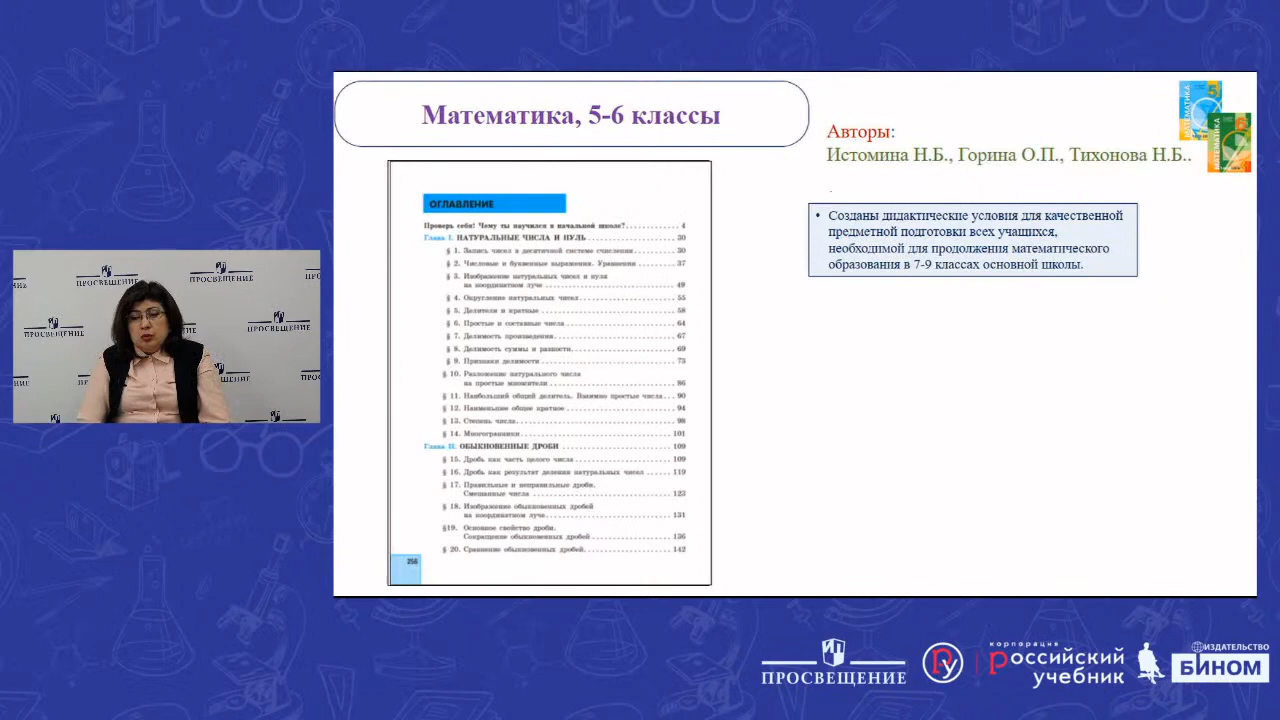 Математика, 5-6 классы
Авторы:
Истомина Н.Б., Горина О.П., Тихонова Н.Б..
• Созданы дидактические условия для качественной
предметной подготовки всех учащихся,
необходимой для продолжения математического
образования в 7-9 классах основной школы.
ОГЛАВЛЕНИЕ
Проверь себя! Чему ты научился в начальной школе?. 4
Глава I. НАТУРАЛЬНЫЕ ЧИСЛА И НУЛЬ 30
§ 1. Запись чисел в десятичной системе счисления 30
§ 2. Числовые и буквенные выражения. Уравнения 37
§ 3. Изображение натуральных чисел и нуля
на координатном луче 49
§ 4. Округление натуральных чисел 55
§ 5. Делители и кратные 58
§ 6. Простые и составные числа 64
§ 7. Делимость произведения 67
§ 8. Делимость суммы и разности 69
§ 9. Признаки делимости 73
§ 10. Разложение натурального числа
на простые множители 86
§ 11. Наибольший общий делитель. Взаимно простые числа 90
§ 12. Наименьшее общее кратное 94
§ 13. Степень числа 98
§ 14. Многогранники 101
Глава II. ОБЫКНОВЕННЫЕ ДРОБИ 109
§ 15. Дробь как часть целого числа 109
§ 16. Дробь как результат деления натуральных чисел 119
§ 17. Правильные и неправильные дроби.
Смешанные числа 123
§ 18. Изображение обыкновенных дробей
на координатном луче 131
§19. Основное свойство дроби.
Сокращение обыкновенных дробей 136
§ 20. Сравнение обыкновенных дробей. 142
МАТЕМАТИКА 5
МАТЕМАТИКА
ПРОСВЕЩЕНИЕ
ПРОСВЕЩЕНИЕ
ПРОСВЕЩЕНИЕ
ПРОСВЕЩЕНИЕ
ПРОСВЕЩЕНИЕ
корпорация
российский
учебник
ИЗДАТЕЛЬСТВО
БИНОМ